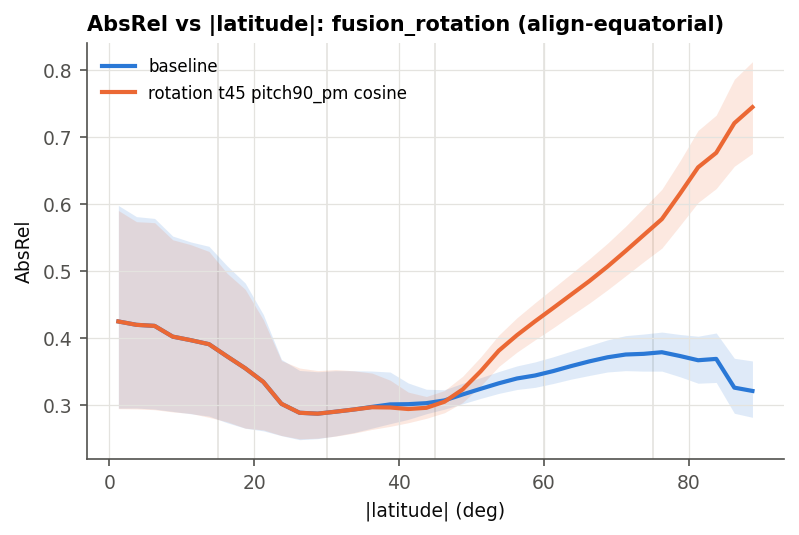 AbsRel vs |latitude|: fusion_rotation (align-equatorial)
baseline
rotation t45 pitch90_pm cosine
AbsRel
0.8
0.7
0.6
0.5
0.4
0.3
0 20 40 60 80
|latitude| (deg)